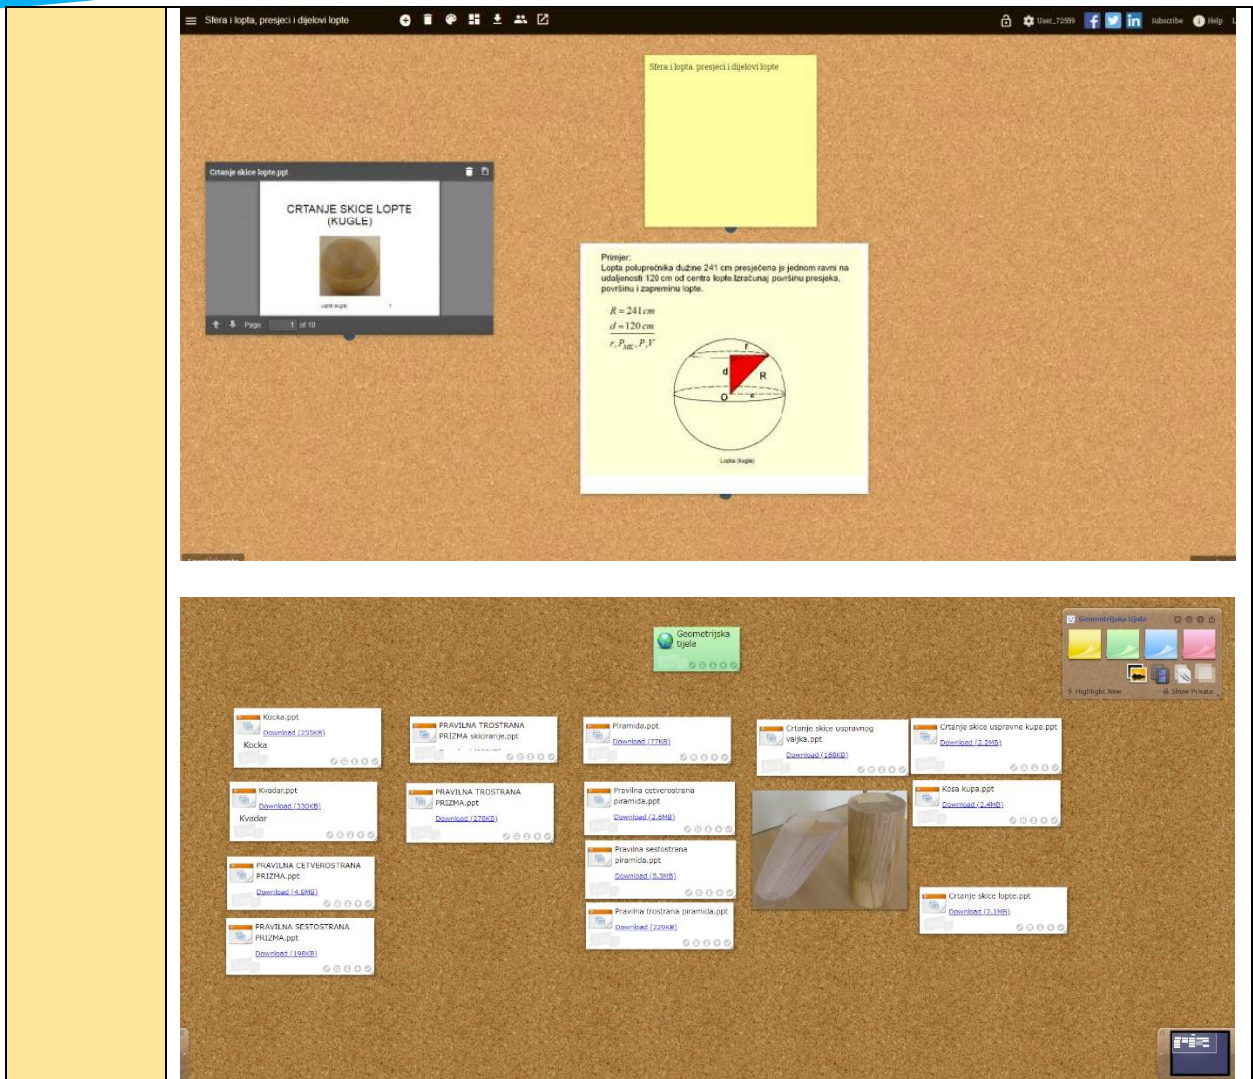 Sfera i lopta, presjeci i dijelovi lopte
User_72599
Subscribe
Help
Sfera i lopta, presjeci i dijelovi lopte
Crtanje skice lopte.ppt
CRTANJE SKICE LOPTE
(KUGLE)
Page: 1 of 10
Primjer:
Lopta poluprečnika dužine 241 cm presječena je jednom ravni na
udaljenosti 120 cm od centra lopte.Izračunaj površinu presjeka,
površinu i zapreminu lopte.
R = 241 cm
d = 120 cm
r, P, V
r
d
R
O
Lopta (kugla)
Geometrijska
tijela
Geometrijska tijela
Highlight New
Show Private
Kocka.ppt
Download (255KB)
Kocka
Kvadar.ppt
Download (330KB)
Kvadar
PRAVILNA CETVEROSTRANA
PRIZMA.ppt
Download (4.8MB)
PRAVILNA SESTOSTRANA
PRIZMA.ppt
Download (198KB)
PRAVILNA TROSTRANA
PRIZMA skiciranje.ppt
PRAVILNA TROSTRANA
PRIZMA.ppt
Download (278KB)
Piramida.ppt
Download (77KB)
Pravilna cetverostrana
piramida.ppt
Download (2.6MB)
Pravilna sestostrana
piramida.ppt
Download (5.3MB)
Pravilna trostrana piramida.ppt
Download (229KB)
Crtanje skice uspravnog
valjka.ppt
Download (168KB)
Crtanje skice uspravne kupe.ppt
Download (2.2MB)
Kosa kupa.ppt
Download (2.4MB)
Crtanje skice lopte.ppt
Download (2.1MB)